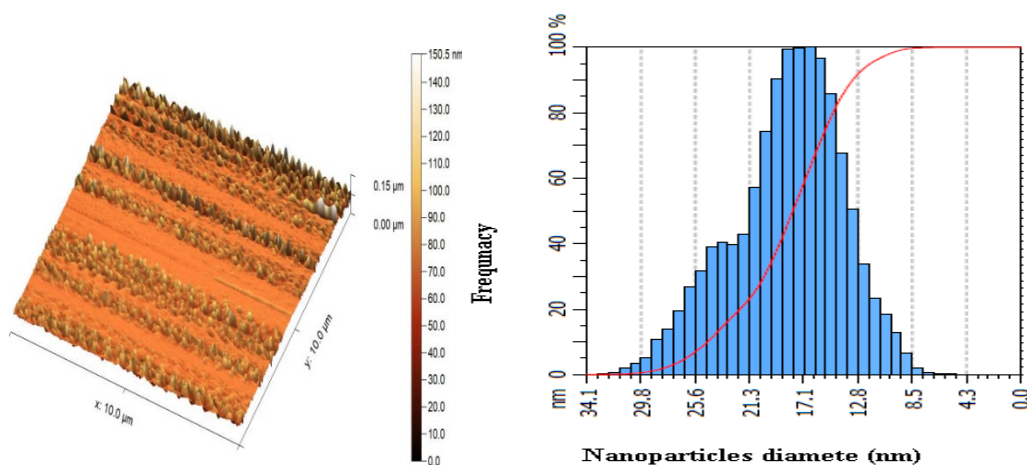 150.5 nm
140.0
130.0
120.0
110.0
100.0
90.0
80.0
70.0
60.0
50.0
40.0
30.0
20.0
10.0
0.0
0.15 µm
0.00 µm
x: 10.0 µm
y: 10.0 µm
Frequnacy
100 %
80
60
40
20
0
nm 34.1 29.8 25.6 21.3 17.1 12.8 8.5 4.3 0.0
Nanoparticles diamete (nm)